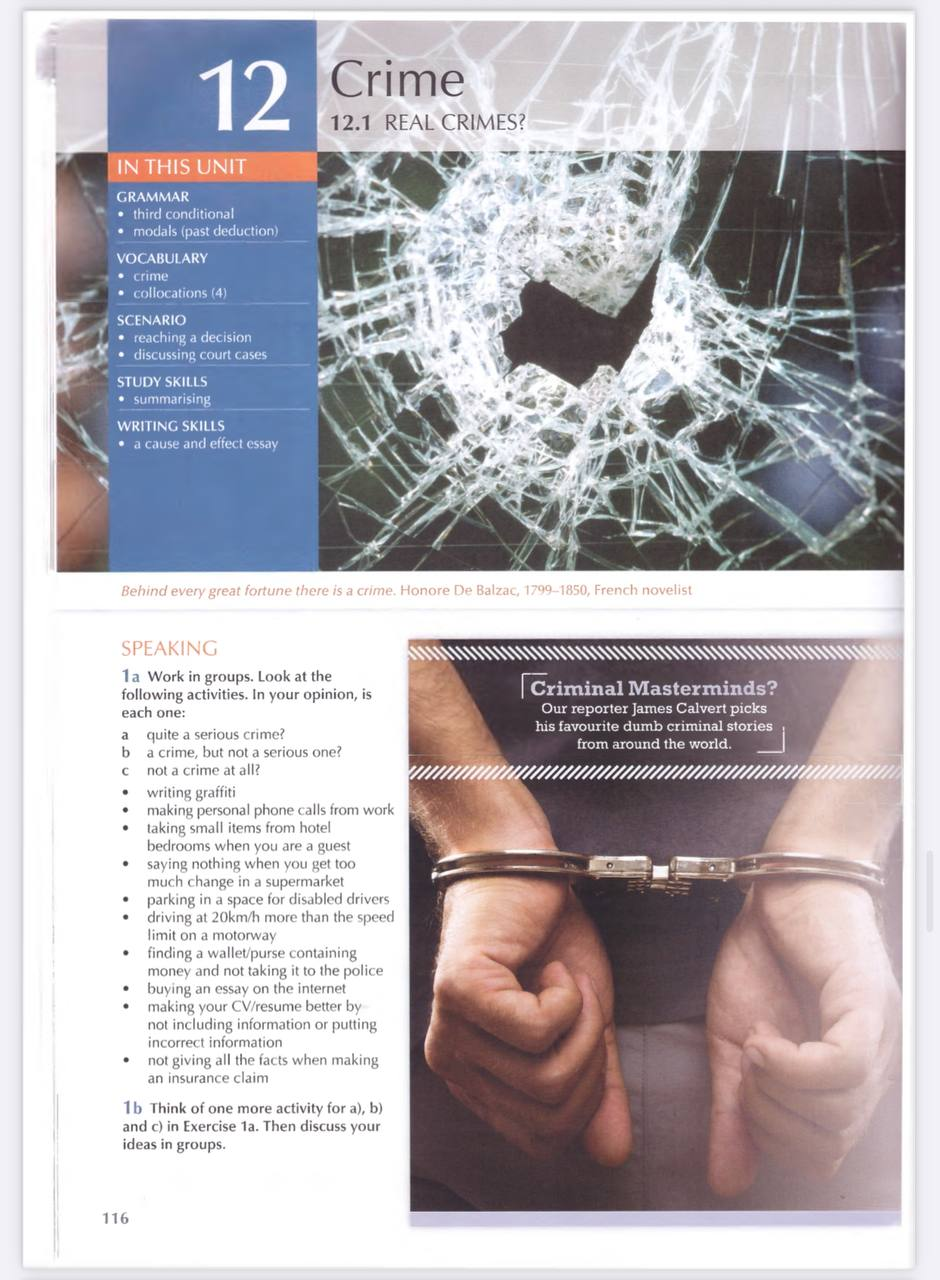 12
Crime
12.1 REAL CRIMES?
IN THIS UNIT
GRAMMAR
• third conditional
• modals (past deduction)
VOCABULARY
• crime
• collocations (4)
SCENARIO
• reaching a decision
• discussing court cases
STUDY SKILLS
• summarising
WRITING SKILLS
• a cause and effect essay
Behind every great fortune there is a crime. Honore De Balzac, 1799–1850, French novelist
SPEAKING
1a Work in groups. Look at the
following activities. In your opinion, is
each one:
a quite a serious crime?
b a crime, but not a serious one?
c not a crime at all?
• writing graffiti
• making personal phone calls from work
• taking small items from hotel
bedrooms when you are a guest
• saying nothing when you get too
much change in a supermarket
• parking in a space for disabled drivers
• driving at 20km/h more than the speed
limit on a motorway
• finding a wallet/purse containing
money and not taking it to the police
• buying an essay on the internet
• making your CV/resume better by
not including information or putting
incorrect information
• not giving all the facts when making
an insurance claim
1b Think of one more activity for a), b)
and c) in Exercise 1a. Then discuss your
ideas in groups.
Criminal Masterminds?
Our reporter James Calvert picks
his favourite dumb criminal stories
from around the world.
116